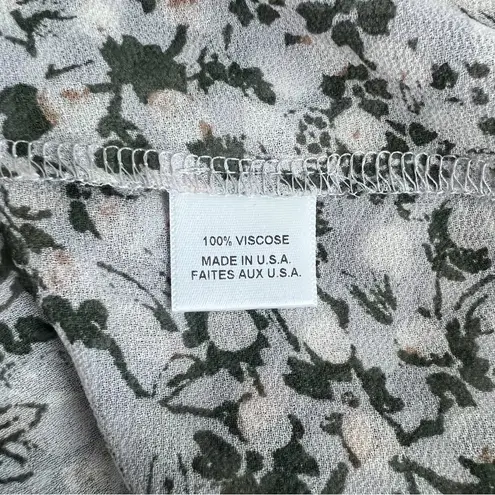 100% VISCOSE
MADE IN U.S.A.
FAITES AUX U.S.A.